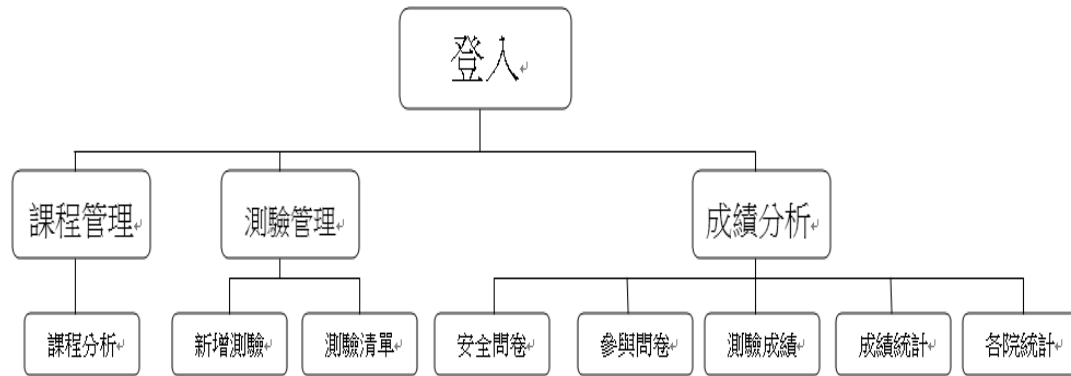 登入
課程管理
測驗管理
成績分析
課程分析
新增測驗
測驗清單
安全問卷
參與問卷
測驗成績
成績統計
各院統計